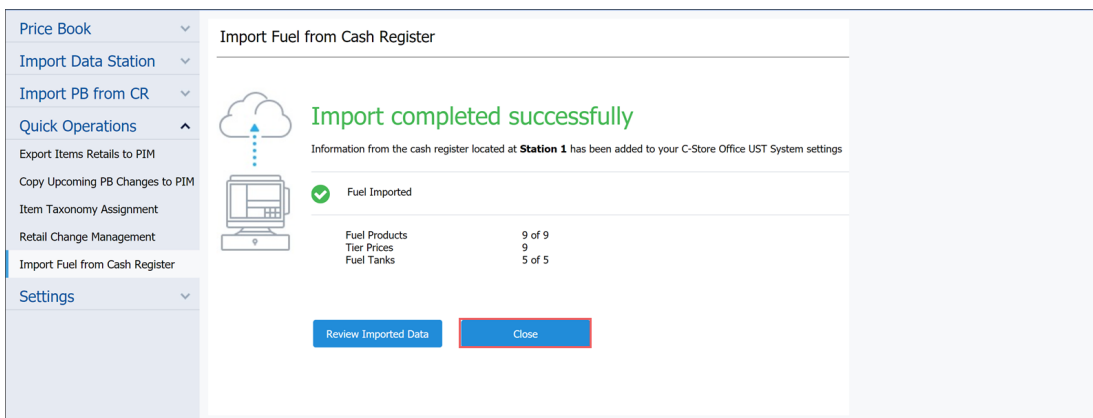 Price Book
Import Data Station
Import PB from CR
Quick Operations
Export Items Retails to PIM
Copy Upcoming PB Changes to PIM
Item Taxonomy Assignment
Retail Change Management
Import Fuel from Cash Register
Settings
Import Fuel from Cash Register
Import completed successfully
Information from the cash register located at Station 1 has been added to your C-Store Office UST System settings
Fuel Imported
Fuel Products 9 of 9
Tier Prices 9
Fuel Tanks 5 of 5
Review Imported Data Close